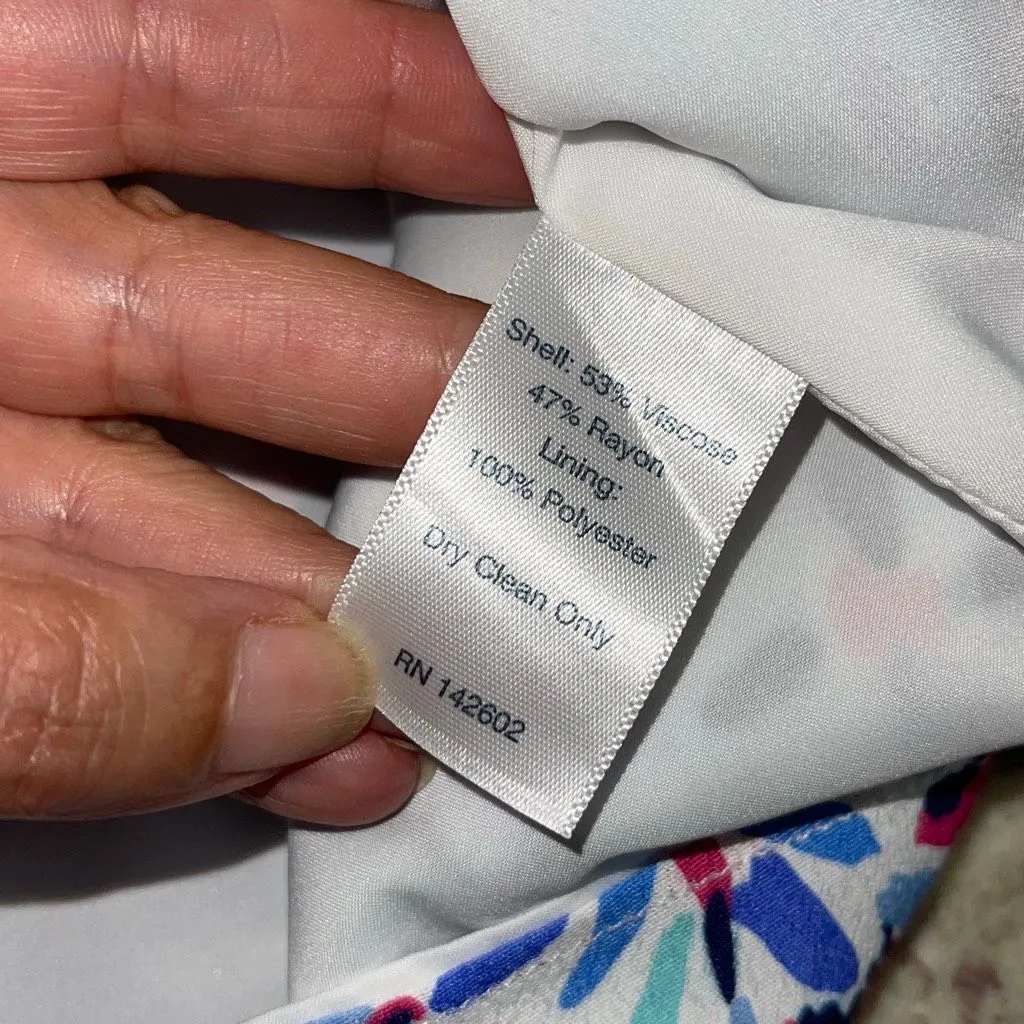 Shell: 53% Viscose
47% Rayon
Lining:
100% Polyester
Dry Clean Only
RN 142602